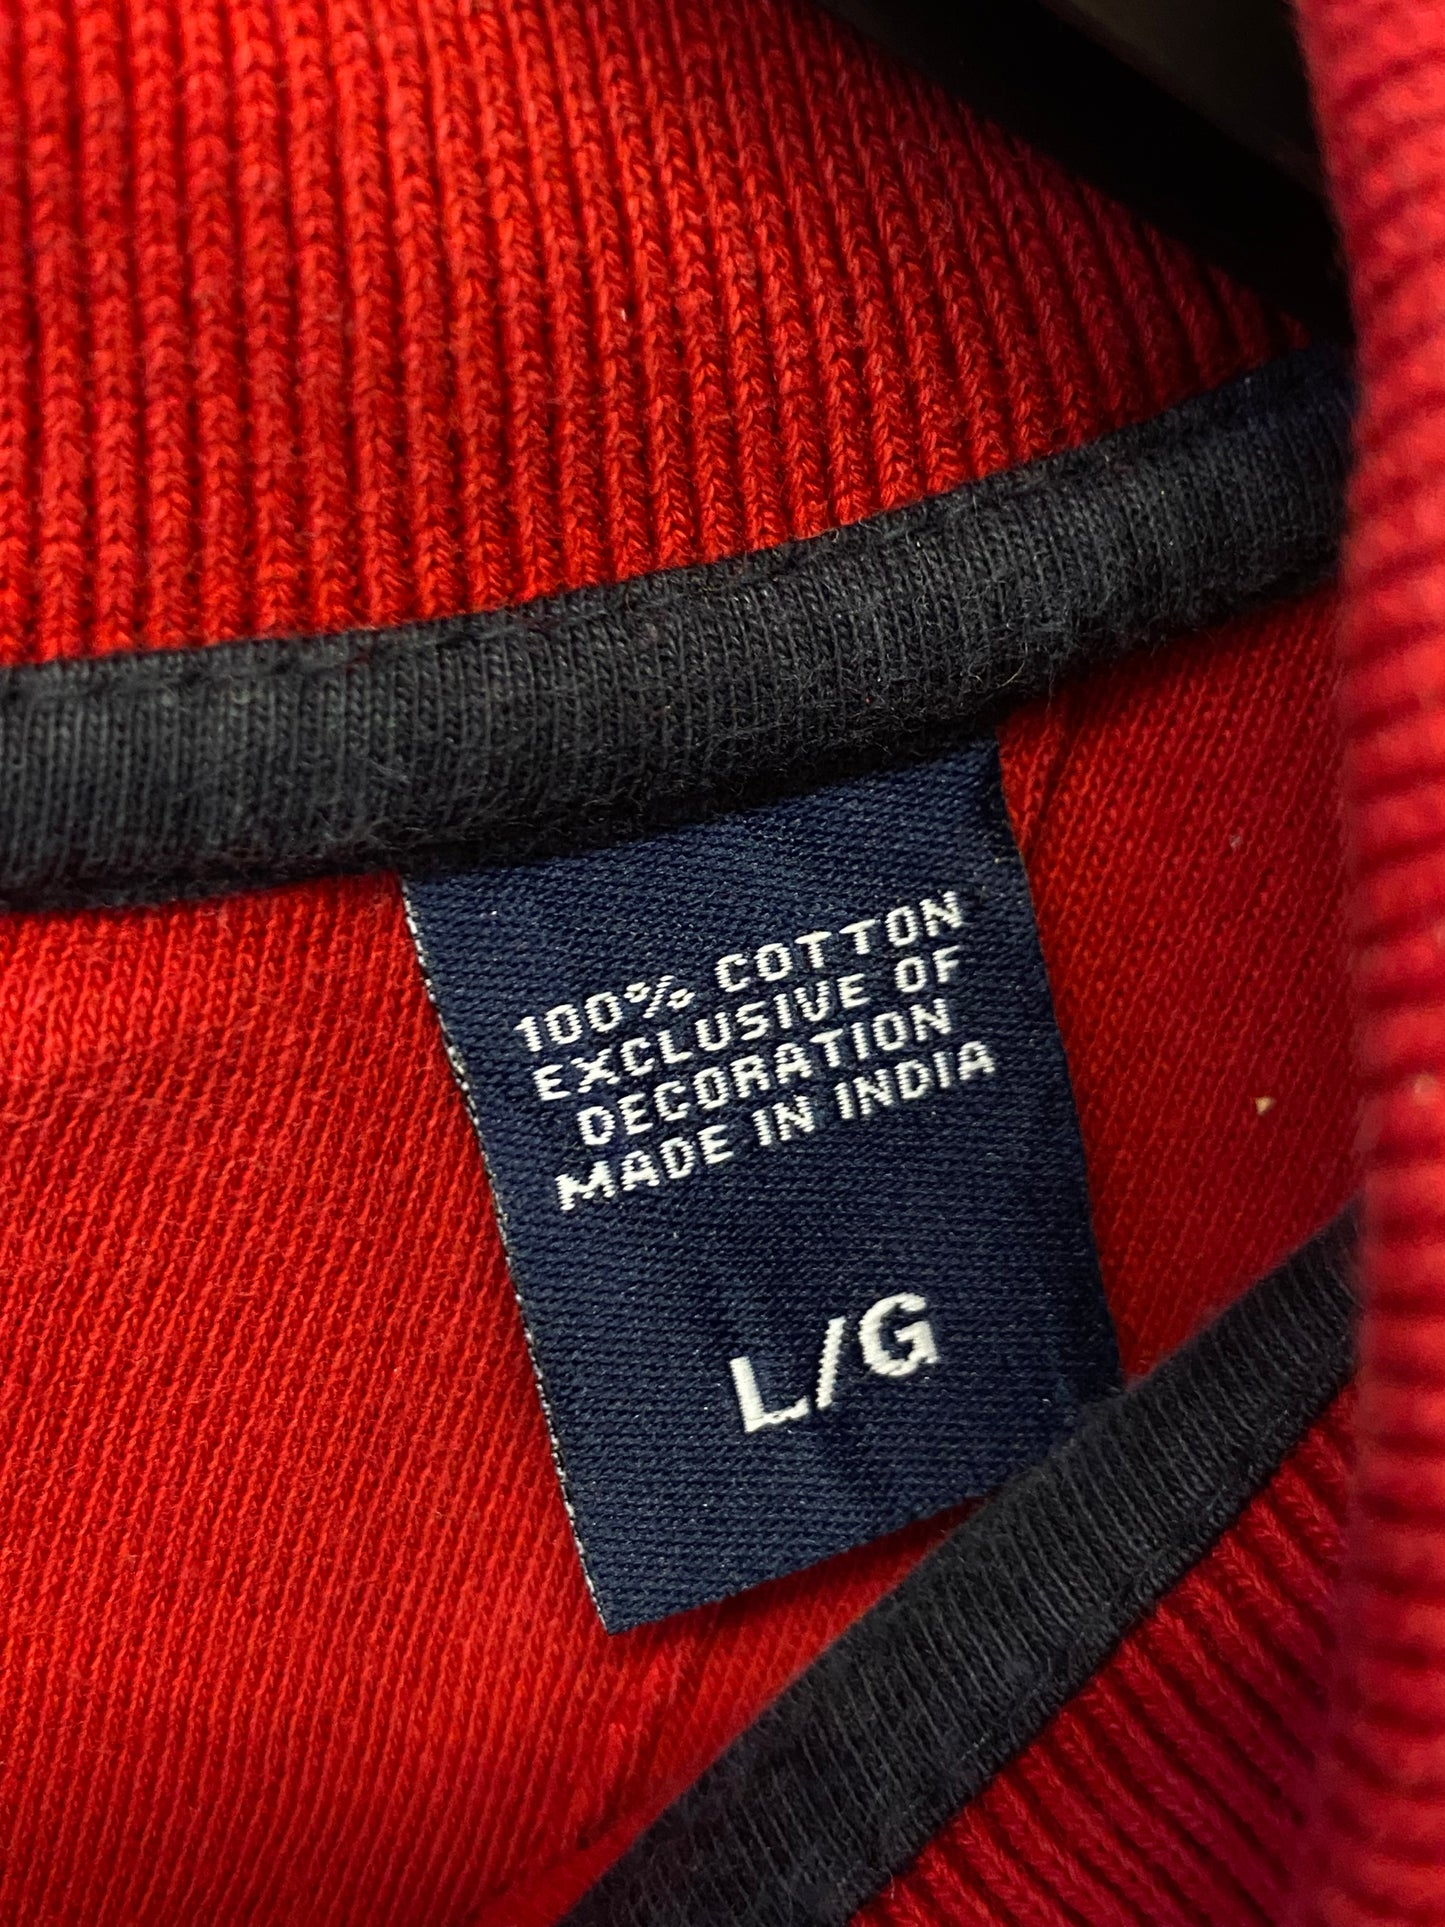 100% COTTON
EXCLUSIVE OF
DECORATION
MADE IN INDIA
L/G